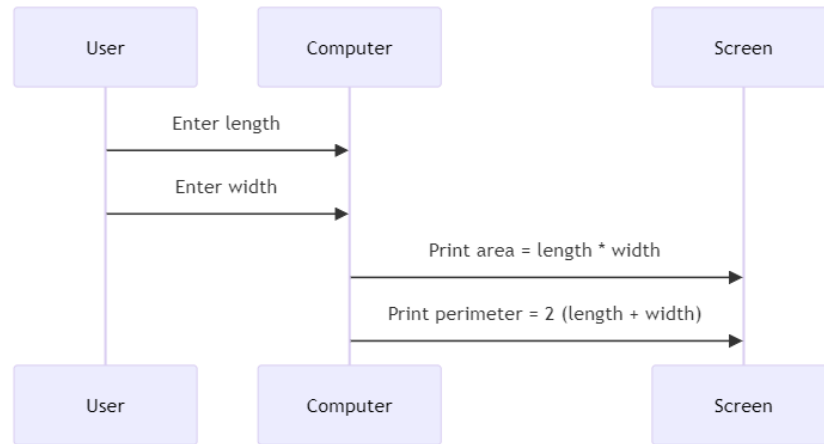 User
Computer
Screen
Enter length
Enter width
Print area = length * width
Print perimeter = 2 (length + width)
User
Computer
Screen